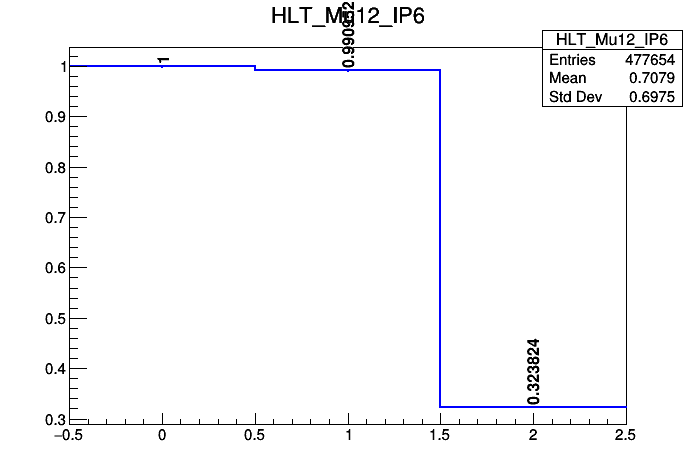 HLT_Mu12_IP6
HLT_Mu12_IP6
Entries 477654
Mean 0.7079
Std Dev 0.6975
1
0.990952
0.323824
1
0.9
0.8
0.7
0.6
0.5
0.4
0.3
−0.5 0 0.5 1 1.5 2 2.5